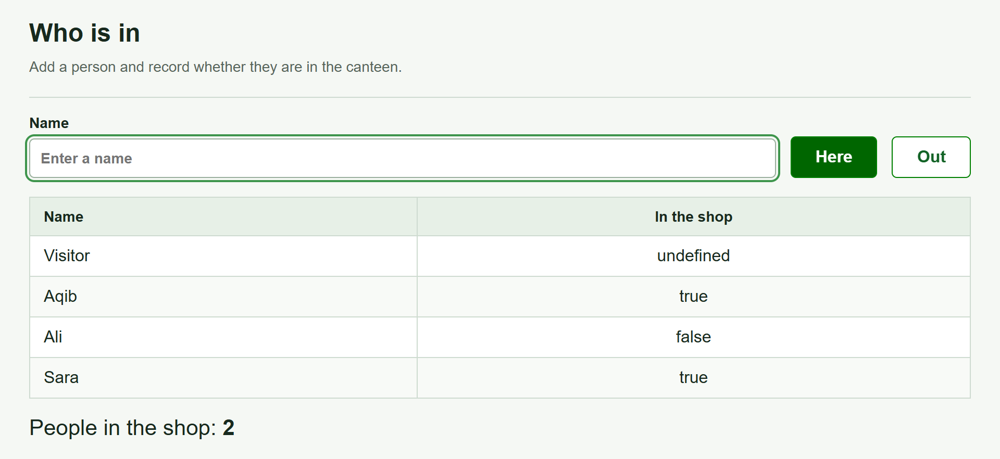 Who is in
Add a person and record whether they are in the canteen.
Name
Enter a name
Here
Out
Name In the shop
Visitor undefined
Aqib true
Ali false
Sara true
People in the shop: 2